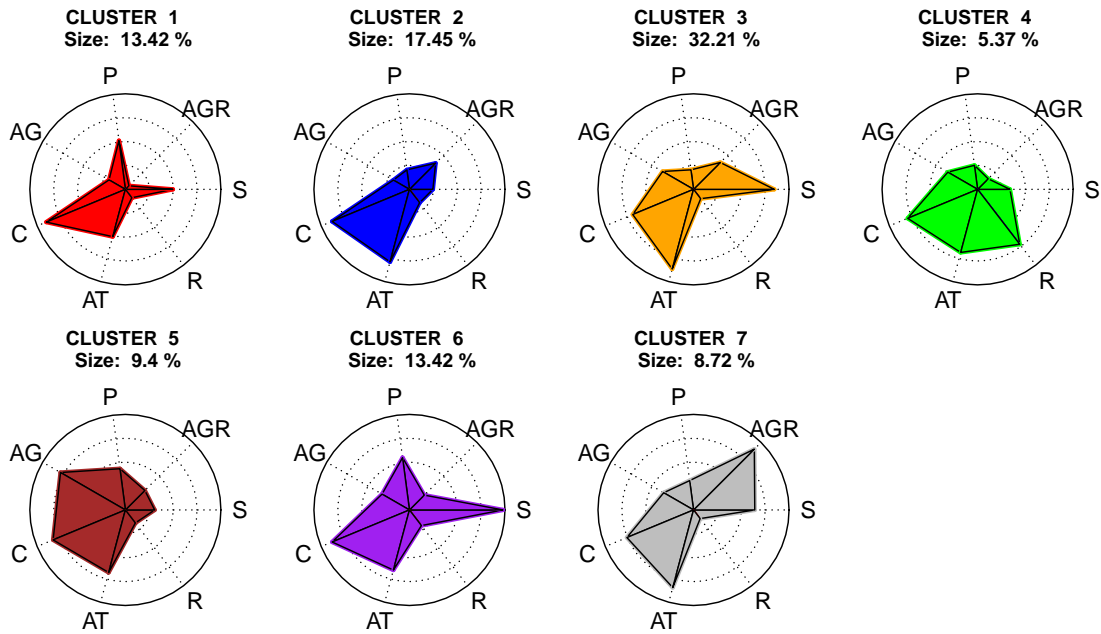 CLUSTER 1
Size: 13.42 %
P
AGR
AG
S
C
R
AT
CLUSTER 2
Size: 17.45 %
P
AGR
AG
S
C
R
AT
CLUSTER 3
Size: 32.21 %
P
AGR
AG
S
C
R
AT
CLUSTER 4
Size: 5.37 %
P
AGR
AG
S
C
R
AT
CLUSTER 5
Size: 9.4 %
P
AGR
AG
S
C
R
AT
CLUSTER 6
Size: 13.42 %
P
AGR
AG
S
C
R
AT
CLUSTER 7
Size: 8.72 %
P
AGR
AG
S
C
R
AT